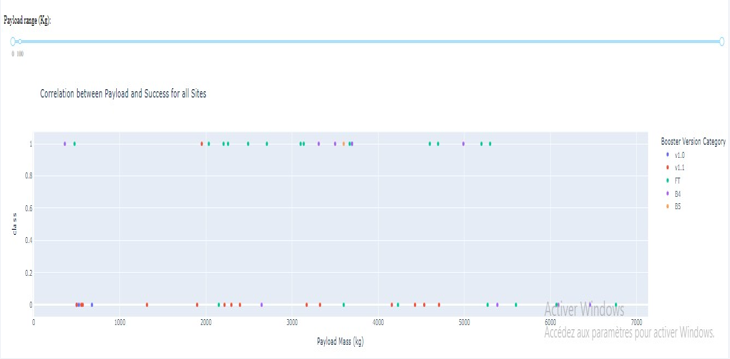 Payload range (Kg):
0 100
Correlation between Payload and Success for all Sites
Booster Version Category
v1.0
v1.1
FT
B4
B5
class
1
0.8
0.6
0.4
0.2
0
0 1000 2000 3000 4000 5000 6000 7000
Payload Mass (kg)
Activer Windows
Accédez aux paramètres pour activer Windows.